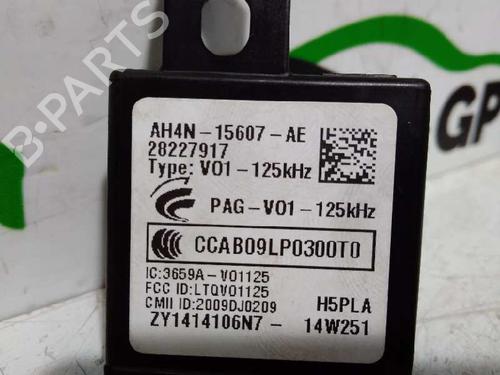 AH4N-15607-AE
28227917
Type: V01-125kHz
PAG-V01-125kHz
CCAB09LP0300T0
IC:3659A-V01125
FCC ID:LTQV01125
CMII ID:2009DJ0209
H5PLA
ZY1414106N7- 14W251
B-PARTS
GP